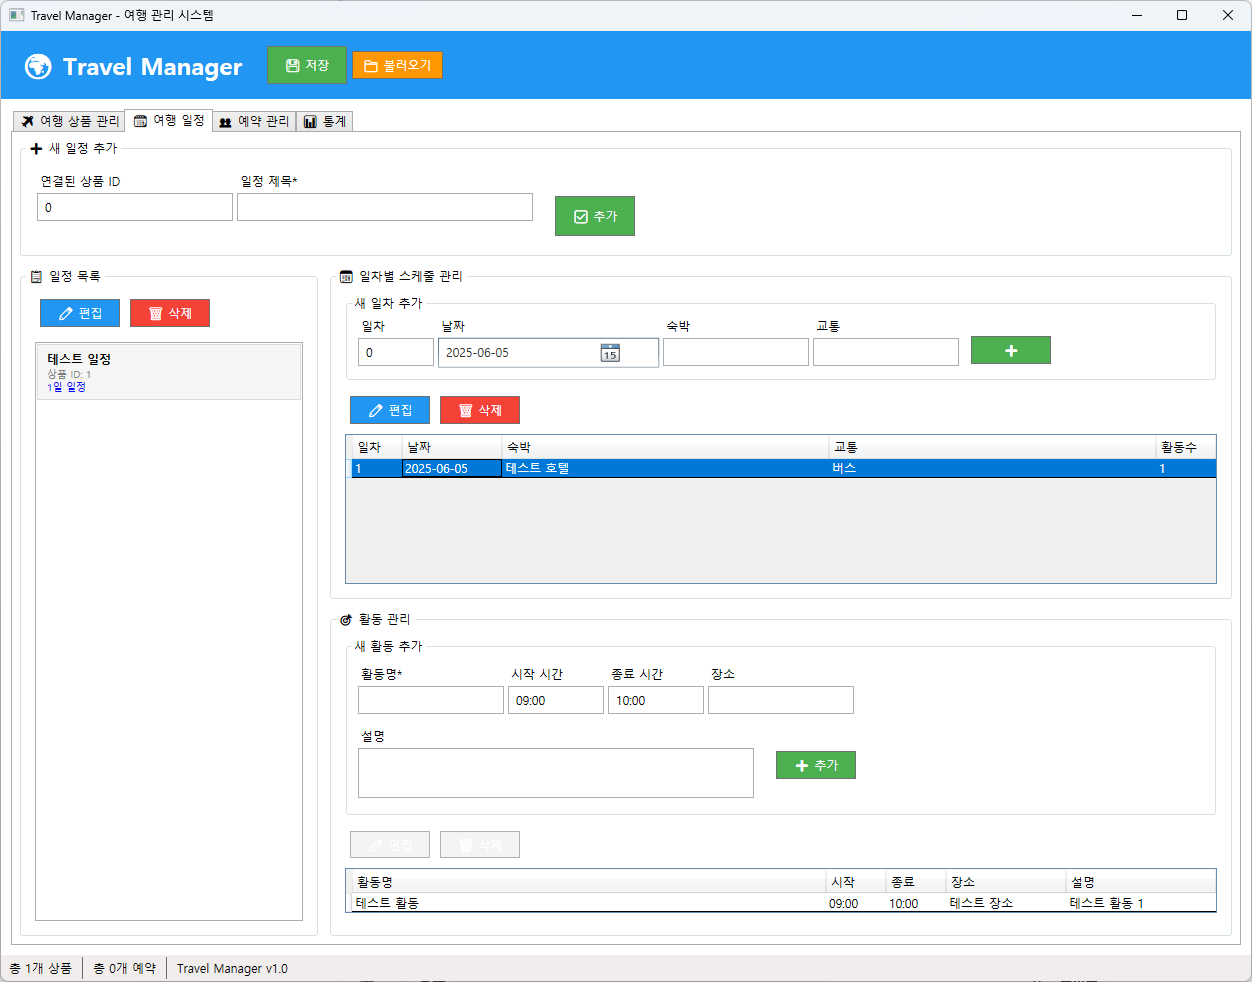 Travel Manager - 여행 관리 시스템
Travel Manager 저장 불러오기
여행 상품 관리 여행 일정 예약 관리 통계
새 일정 추가
연결된 상품 ID 일정 제목*
0
추가
일정 목록
편집 삭제
테스트 일정
상품 ID: 1
1일 일정
일차별 스케줄 관리
새 일차 추가
일차 날짜 숙박 교통
0 2025-06-05 15
편집 삭제
일차 날짜 숙박 교통 활동수
1 2025-06-05 테스트 호텔 버스 1
활동 관리
새 활동 추가
활동명* 시작 시간 종료 시간 장소
09:00 10:00
설명
추가
편집 삭제
활동명 시작 종료 장소 설명
테스트 활동 09:00 10:00 테스트 장소 테스트 활동 1
총 1개 상품 총 0개 예약 Travel Manager v1.0